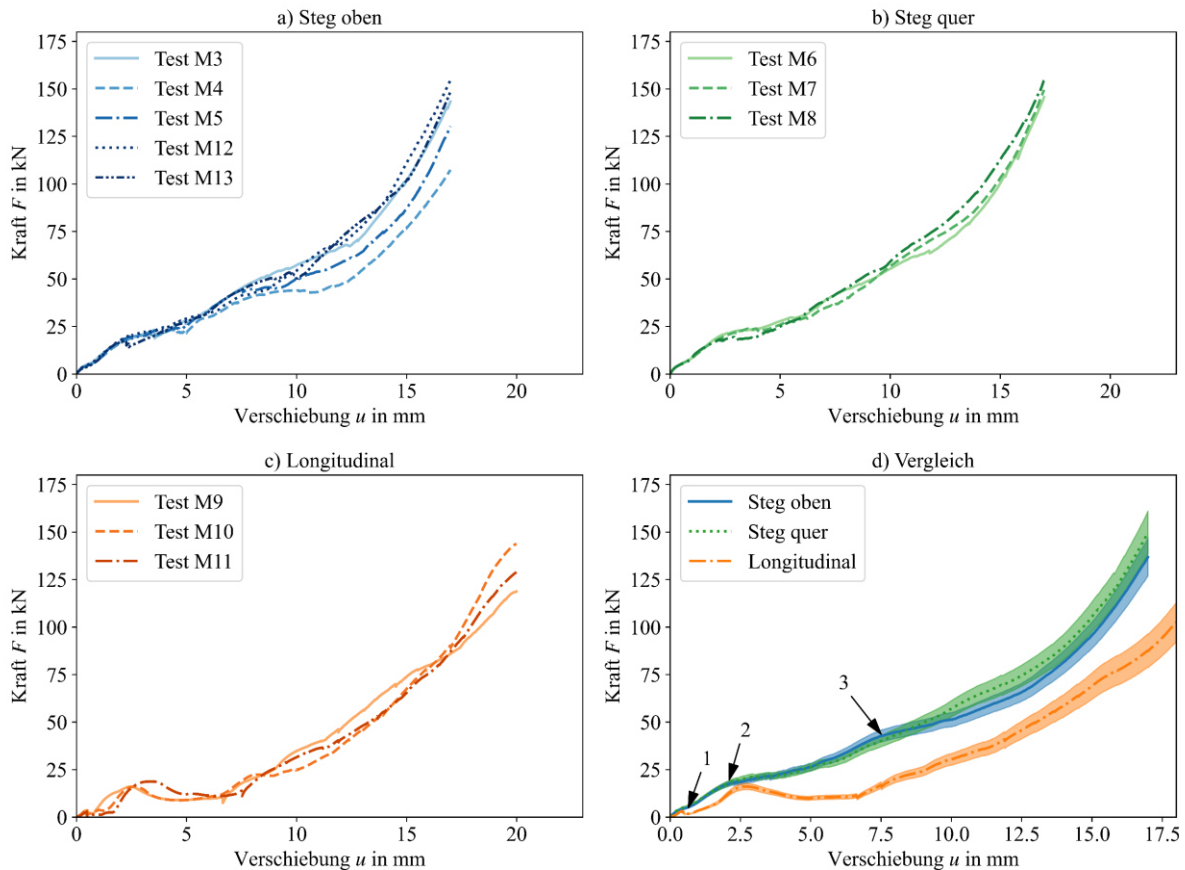 a) Steg oben
175
150
125
100
75
50
25
0
Kraft F in kN
Test M3
Test M4
Test M5
Test M12
Test M13
0 5 10 15 20
Verschiebung u in mm
b) Steg quer
175
150
125
100
75
50
25
0
Kraft F in kN
Test M6
Test M7
Test M8
0 5 10 15 20
Verschiebung u in mm
c) Longitudinal
175
150
125
100
75
50
25
0
Kraft F in kN
Test M9
Test M10
Test M11
0 5 10 15 20
Verschiebung u in mm
d) Vergleich
175
150
125
100
75
50
25
0
Kraft F in kN
Steg oben
Steg quer
Longitudinal
1
2
3
0.0 2.5 5.0 7.5 10.0 12.5 15.0 17.5
Verschiebung u in mm